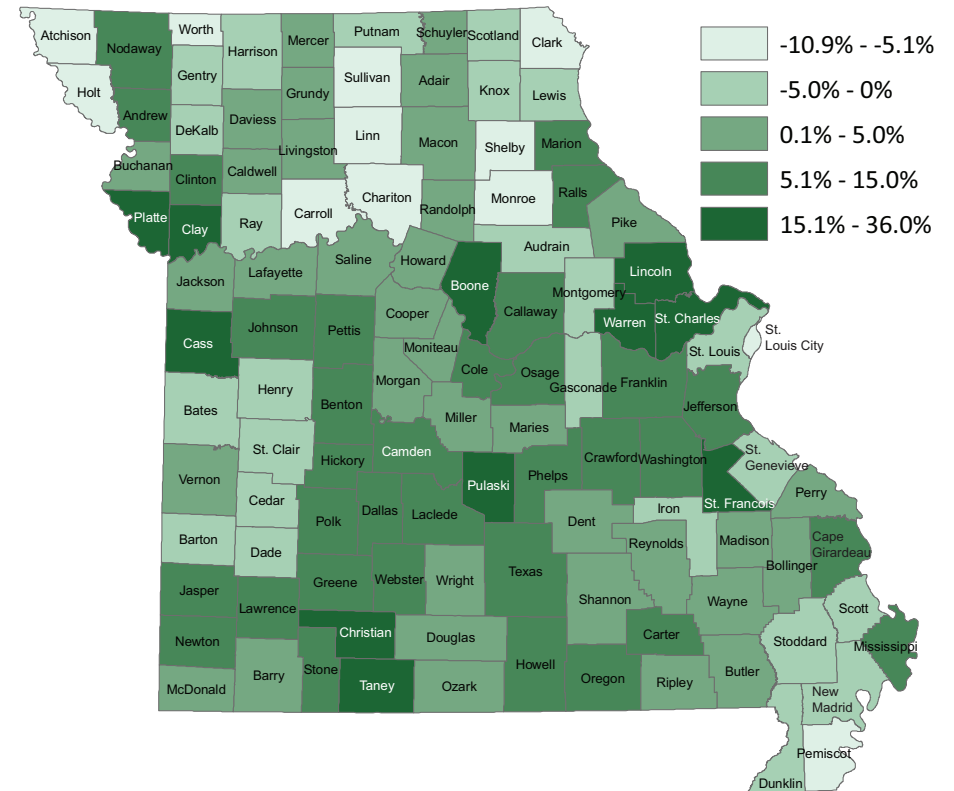 Atchison
Nodaway
Worth
Harrison
Mercer
Putnam
Schuyler
Scotland
Clark
-10.9% - -5.1%
Holt
Gentry
Grundy
Sullivan
Adair
Knox
Lewis
-5.0% - 0%
Andrew
DeKalb
Daviess
Livingston
Linn
Macon
Shelby
Marion
0.1% - 5.0%
Buchanan
Clinton
Caldwell
Chariton
Ralls
5.1% - 15.0%
Platte
Clay
Ray
Carroll
Randolph
Monroe
Pike
15.1% - 36.0%
Jackson
Lafayette
Saline
Howard
Boone
Audrain
Montgomery
Lincoln
Cass
Johnson
Pettis
Cooper
Moniteau
Callaway
Warren
St. Charles
St.
Louis City
St. Louis
Bates
Henry
Benton
Morgan
Cole
Osage
Gasconade
Franklin
Jefferson
Miller
Maries
St. Clair
Hickory
Camden
Pulaski
Phelps
Crawford
Washington
St.
Genevieve
St. Francois
Perry
Vernon
Cedar
Polk
Dallas
Laclede
Dent
Iron
Reynolds
Madison
Bollinger
Cape
Girardeau
Barton
Dade
Greene
Webster
Wright
Texas
Shannon
Wayne
Scott
Jasper
Lawrence
Christian
Douglas
Carter
Stoddard
Mississippi
Newton
Stone
Howell
Oregon
Ripley
Butler
McDonald
Barry
Taney
Ozark
New
Madrid
Pemiscot
Dunklin